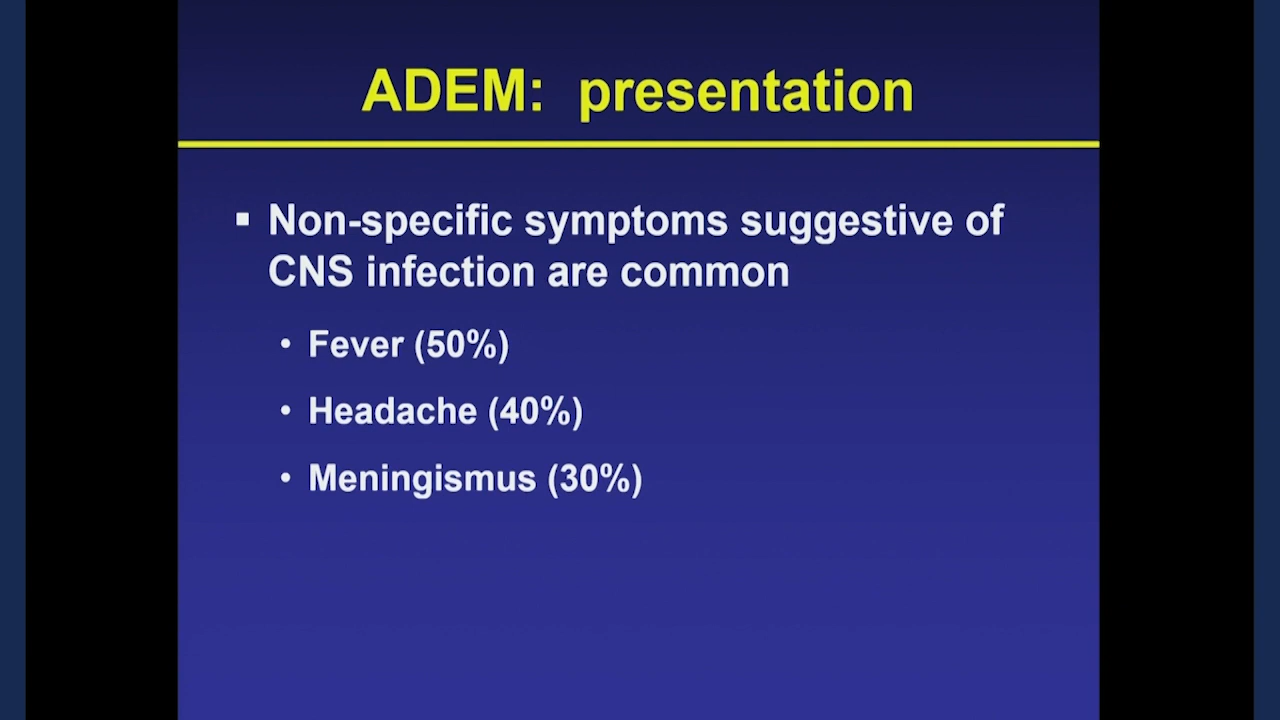 ADEM: presentation
▪ Non-specific symptoms suggestive of
CNS infection are common
• Fever (50%)
• Headache (40%)
• Meningismus (30%)